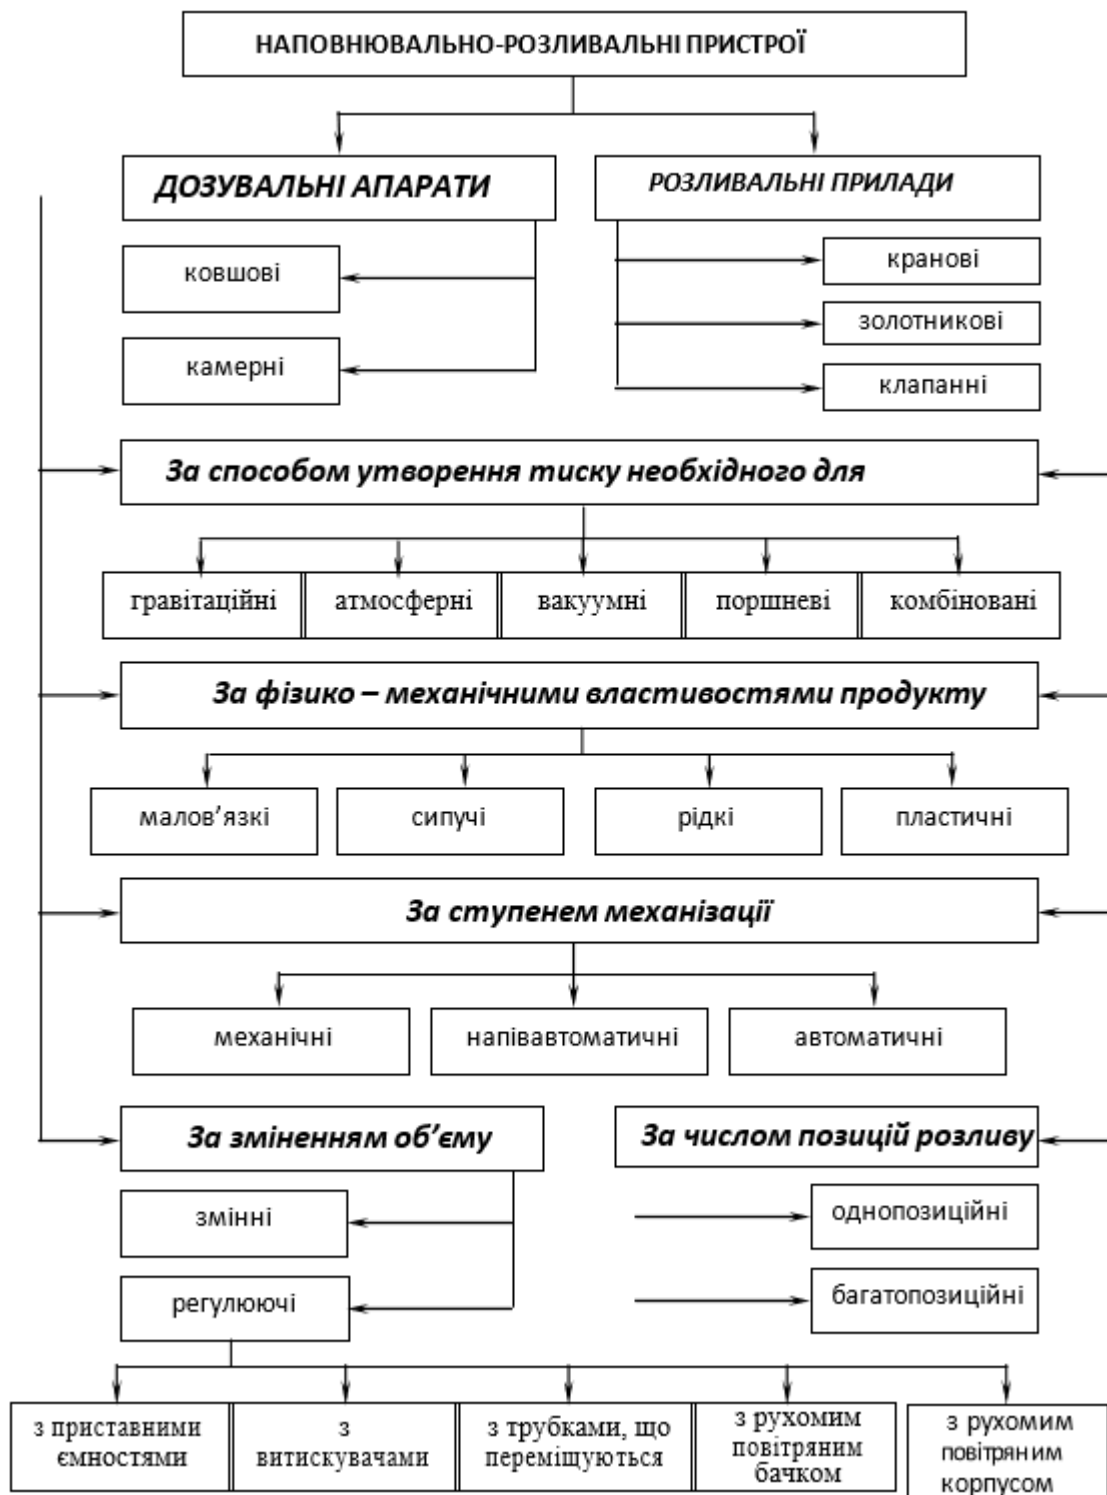 НАПОВНЮВАЛЬНО-РОЗЛИВАЛЬНІ ПРИСТРОЇ
ДОЗУВАЛЬНІ АПАРАТИ
РОЗЛИВАЛЬНІ ПРИЛАДИ
ковшові
камерні
кранові
золотникові
клапанні
За способом утворення тиску необхідного для
гравітаційні
атмосферні
вакуумні
поршневі
комбіновані
За фізико – механічними властивостями продукту
малов’язкі
сипучі
рідкі
пластичні
За ступенем механізації
механічні
напівавтоматичні
автоматичні
За зміненням об’єму
За числом позицій розливу
змінні
регулюючі
однопозиційні
багатопозиційні
з приставними
ємностями
з
витискувачами
з трубками, що
переміщуються
з рухомим
повітряним
бачком
з рухомим
повітряним
корпусом